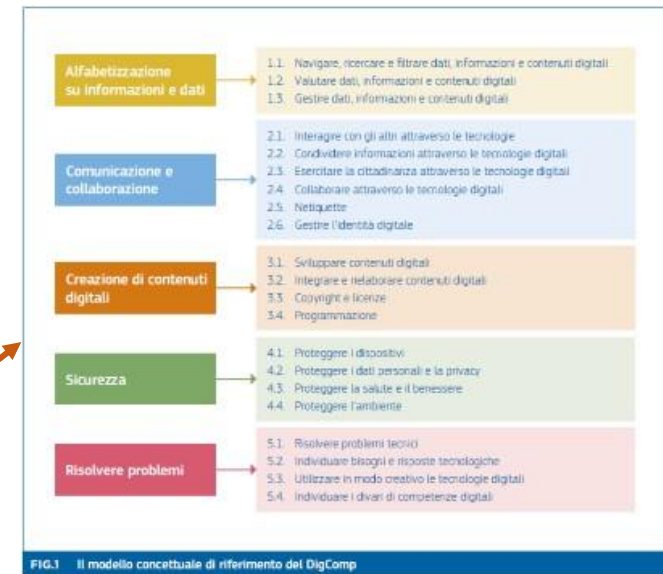 Alfabetizzazione
su informazioni e dati
1.1. Navigare, ricercare e filtrare dati, informazioni e contenuti digitali
1.2. Valutare dati, informazioni e contenuti digitali
1.3. Gestire dati, informazioni e contenuti digitali
Comunicazione e
collaborazione
2.1. Interagire con gli altri attraverso le tecnologie
2.2. Condividere informazioni attraverso le tecnologie digitali
2.3. Esercitare la cittadinanza attraverso le tecnologie digitali
2.4. Collaborare attraverso le tecnologie digitali
2.5. Netiquette
2.6. Gestire l'identità digitale
Creazione di contenuti
digitali
3.1. Sviluppare contenuti digitali
3.2. Integrare e rielaborare contenuti digitali
3.3. Copyright e licenze
3.4. Programmazione
Sicurezza
4.1. Proteggere i dispositivi
4.2. Proteggere i dati personali e la privacy
4.3. Proteggere la salute e il benessere
4.4. Proteggere l'ambiente
Risolvere problemi
5.1. Risolvere problemi tecnici
5.2. Individuare bisogni e risposte tecnologiche
5.3. Utilizzare in modo creativo le tecnologie digitali
5.4. Individuare i divari di competenze digitali
FIG.1 Il modello concettuale di riferimento del DigComp